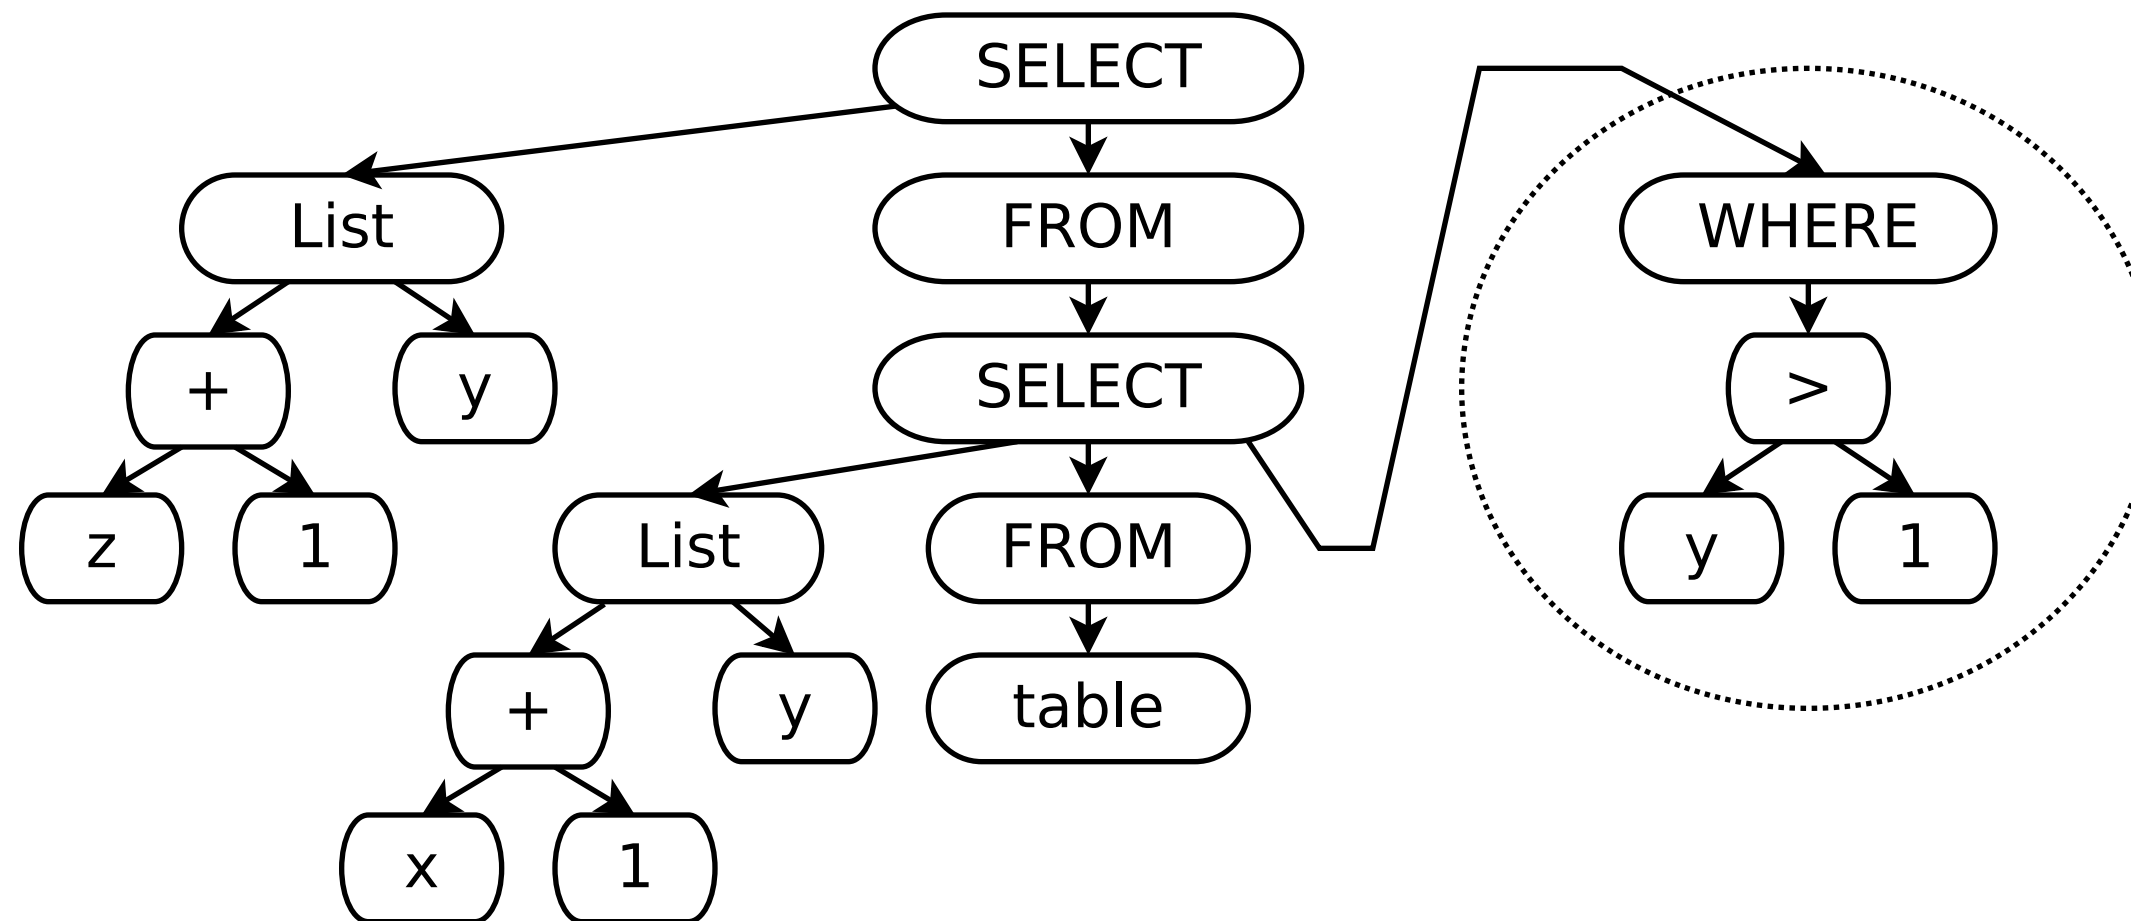 SELECT
List
FROM
WHERE
+
y
SELECT
>
z
1
List
FROM
y
1
+
y
table
x
1